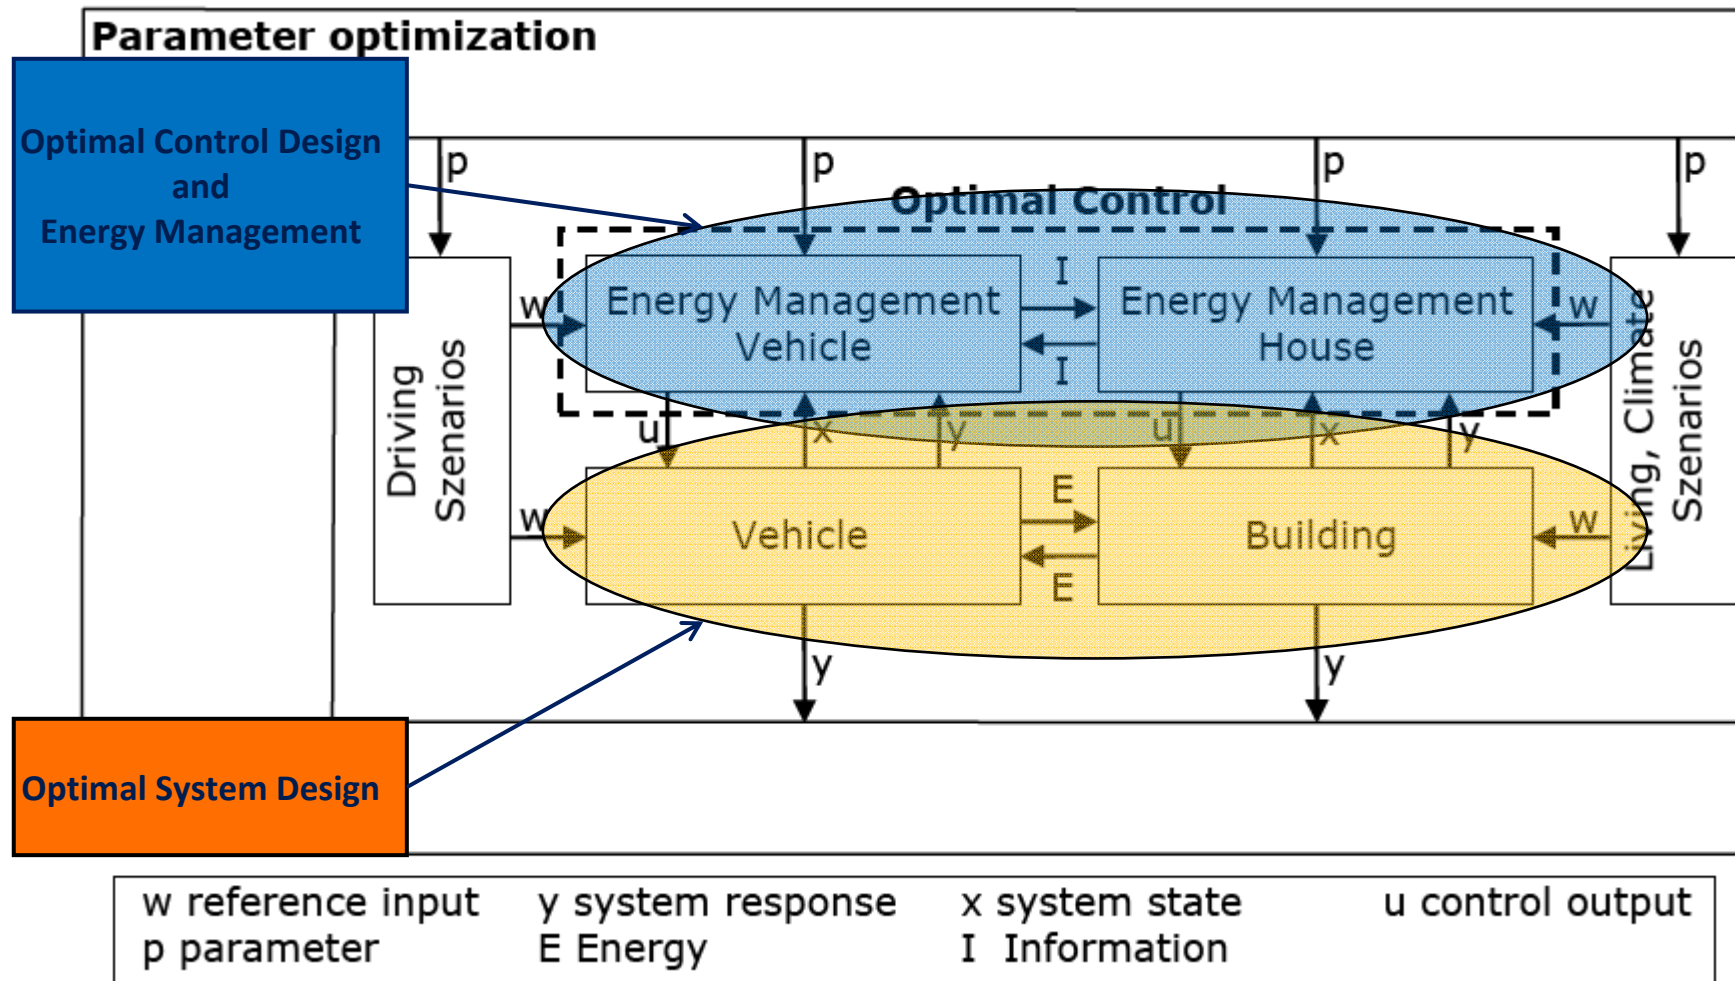 Parameter optimization
Optimal Control Design
and
Energy Management
p
p
p
p
Optimal Control
Driving
Szenarios
w
Energy Management
Vehicle
I
I
Energy Management
House
w
Living, Climate
Szenarios
u
x
y
u
x
y
w
Vehicle
E
E
Building
w
y
y
Optimal System Design
w reference input y system response x system state u control output
p parameter E Energy I Information